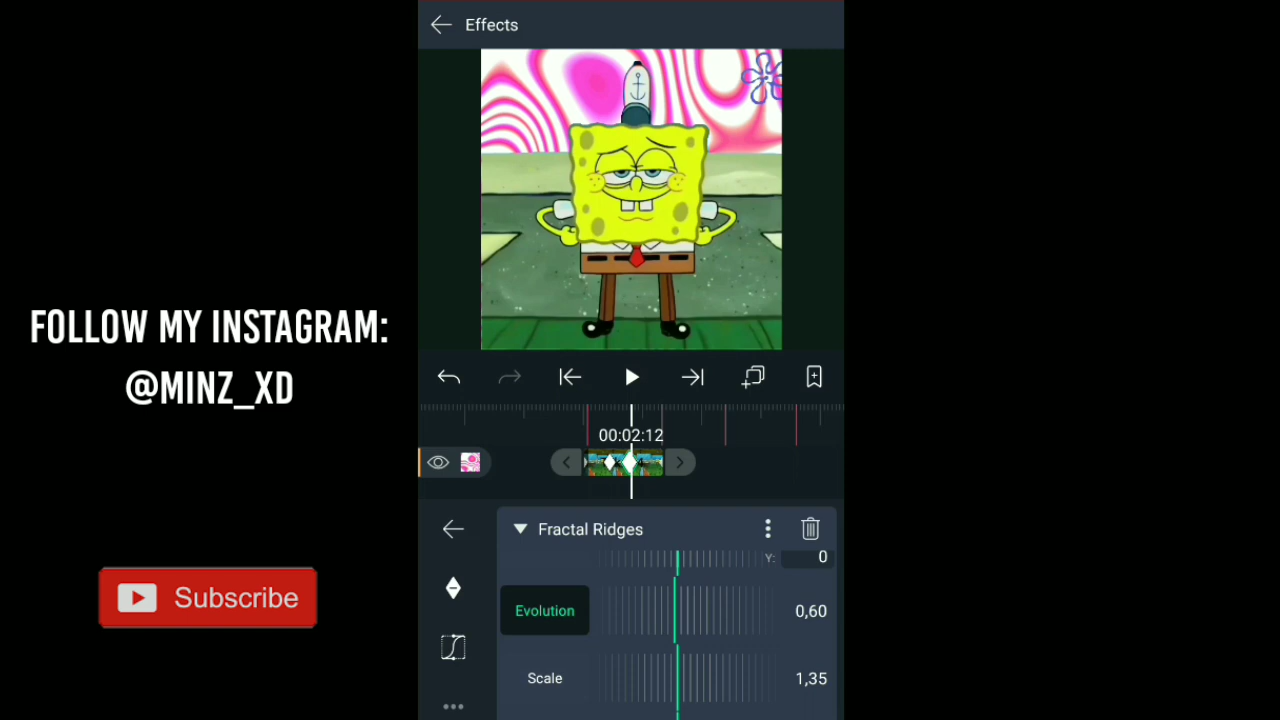 Effects
FOLLOW MY INSTAGRAM:
@MINZ_XD
Subscribe
00:02:12
Fractal Ridges
Y: 0
Evolution 0,60
Scale 1,35